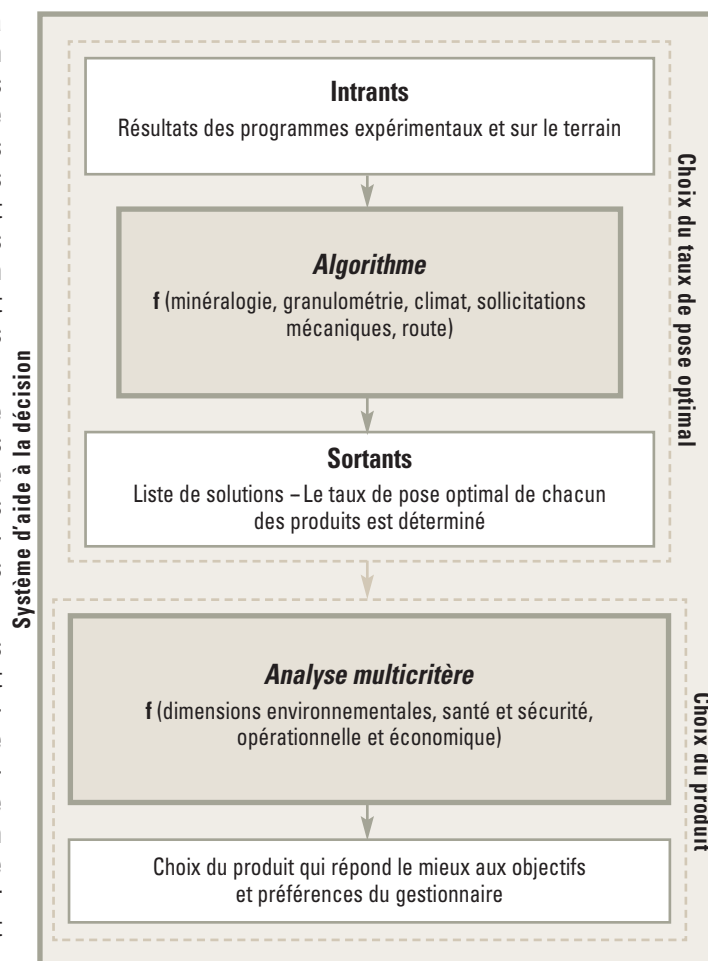 Intrants
Résultats des programmes expérimentaux et sur le terrain
Algorithme
f (minéralogie, granulométrie, climat, sollicitations
mécaniques, route)
Sortants
Liste de solutions – Le taux de pose optimal de chacun
des produits est déterminé
Choix du taux de pose optimal
Analyse multicritère
f (dimensions environnementales, santé et sécurité,
opérationnelle et économique)
Choix du produit qui répond le mieux aux objectifs
et préférences du gestionnaire
Choix du produit
Système d'aide à la décision